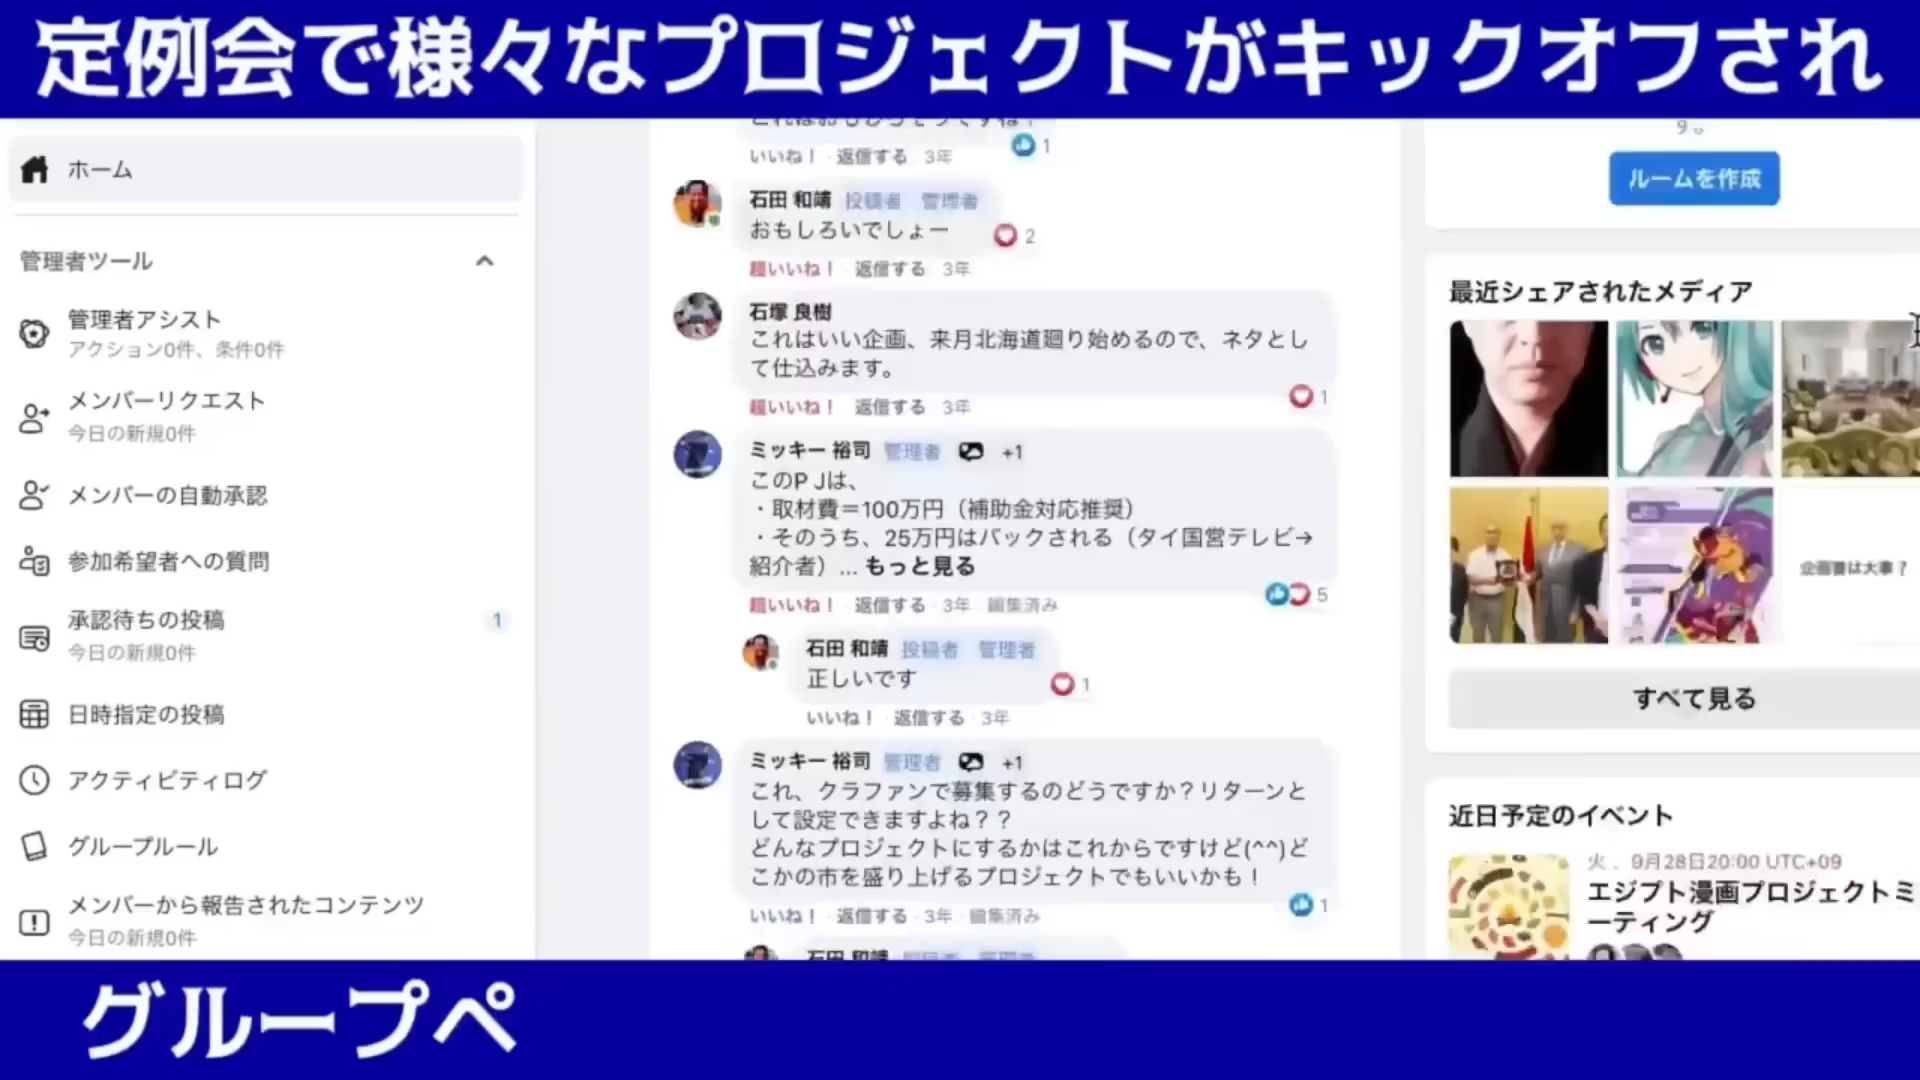 定例会で様々なプロジェクトがキックオフされ
ホーム
管理者ツール
管理者アシスト
アクション0件、条件0件
メンバーリクエスト
今日の新規0件
メンバーの自動承認
参加希望者への質問
承認待ちの投稿
1
今日の新規0件
日時指定の投稿
アクティビティログ
グループルール
メンバーから報告されたコンテンツ
今日の新規0件
いいね！ · 返信する 3年
1
石田 和靖 投稿者 管理者
おもしろいでしょー
2
超いいね！ · 返信する 3年
石塚 良樹
これはいい企画、来月北海道廻り始めるので、ネタとし
て仕込みます。
1
超いいね！ 返信する 3年
ミッキー 裕司 管理者 +1
このPJは、
・取材費＝100万円（補助金対応推奨）
・そのうち、25万円はバックされる（タイ国営テレビ→
紹介者）... もっと見る
5
超いいね！ · 返信する · 3年 編集済み
石田 和靖 投稿者 管理者
正しいです
1
いいね！ · 返信する · 3年
ミッキー 裕司 管理者 +1
これ、クラファンで募集するのどうですか？リターンと
して設定できますよね？？
どんなプロジェクトにするかはこれからですけど(^^)ど
こかの市を盛り上げるプロジェクトでもいいかも！
1
いいね！ · 返信する · 3年 · 編集済み
石田 和靖 投稿者 管理者
ルームを作成
最近シェアされたメディア
企画書は大事？
すべて見る
近日予定のイベント
火、9月28日20:00 UTC+09
エジプト漫画プロジェクトミ
ーティング
グループペ